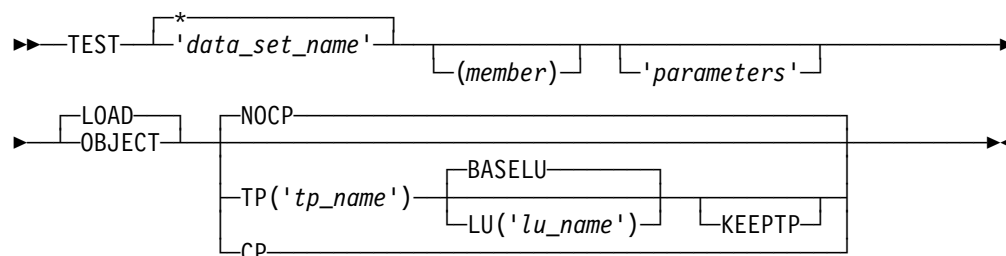 *
TEST 'data_set_name'
(member) 'parameters'
LOAD NOCP
OBJECT
BASELU
TP('tp_name')
LU('lu_name') KEEPTP
CP